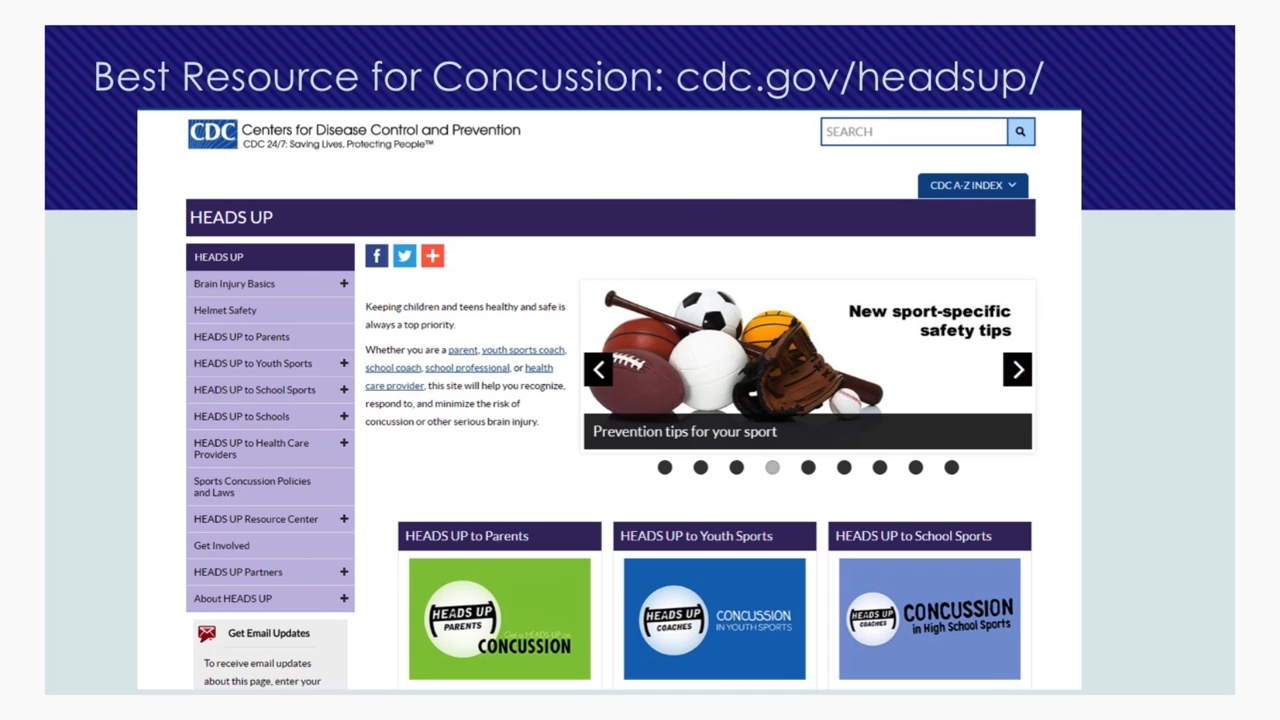 Best Resource for Concussion: cdc.gov/headsup/
CDC Centers for Disease Control and Prevention
CDC 24/7: Saving Lives, Protecting People™
SEARCH
CDC A-Z INDEX
HEADS UP
HEADS UP
Brain Injury Basics +
Helmet Safety
HEADS UP to Parents
HEADS UP to Youth Sports +
HEADS UP to School Sports +
HEADS UP to Schools +
HEADS UP to Health Care +
Providers
Sports Concussion Policies
and Laws
HEADS UP Resource Center +
Get Involved
HEADS UP Partners +
About HEADS UP +
Get Email Updates
To receive email updates
about this page, enter your
f
+
Keeping children and teens healthy and safe is
always a top priority.
Whether you are a parent, youth sports coach,
school coach, school professional, or health
care provider, this site will help you recognize,
respond to, and minimize the risk of
concussion or other serious brain injury.
New sport-specific
safety tips
Prevention tips for your sport
HEADS UP to Parents
HEADS UP
PARENTS
Get a HEADS UP on
CONCUSSION
HEADS UP to Youth Sports
HEADS UP
COACHES
CONCUSSION
IN YOUTH SPORTS
HEADS UP to School Sports
HEADS UP
COACHES
CONCUSSION
in High School Sports